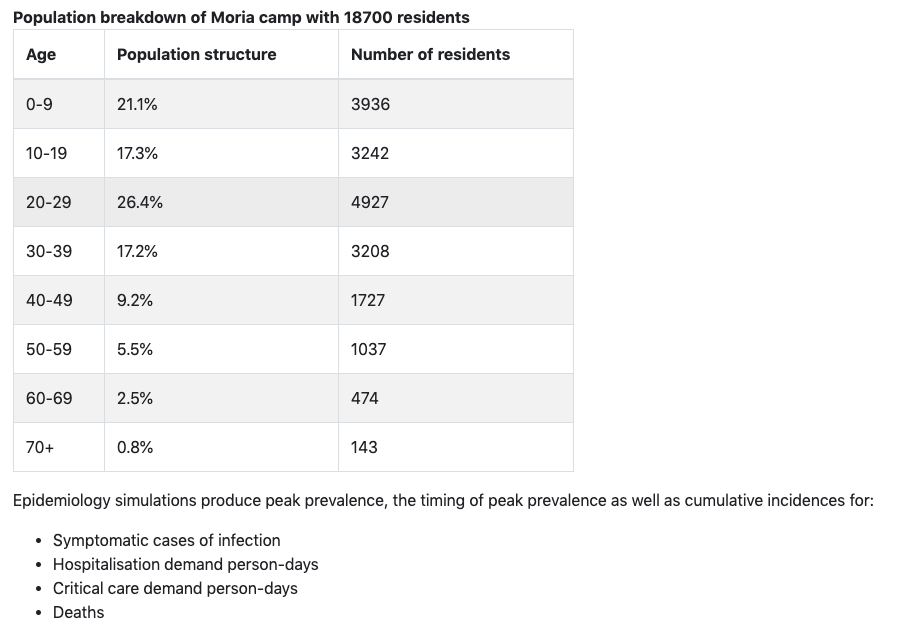 Population breakdown of Moria camp with 18700 residents
Age Population structure Number of residents
0-9 21.1% 3936
10-19 17.3% 3242
20-29 26.4% 4927
30-39 17.2% 3208
40-49 9.2% 1727
50-59 5.5% 1037
60-69 2.5% 474
70+ 0.8% 143
Epidemiology simulations produce peak prevalence, the timing of peak prevalence as well as cumulative incidences for:
• Symptomatic cases of infection
• Hospitalisation demand person-days
• Critical care demand person-days
• Deaths